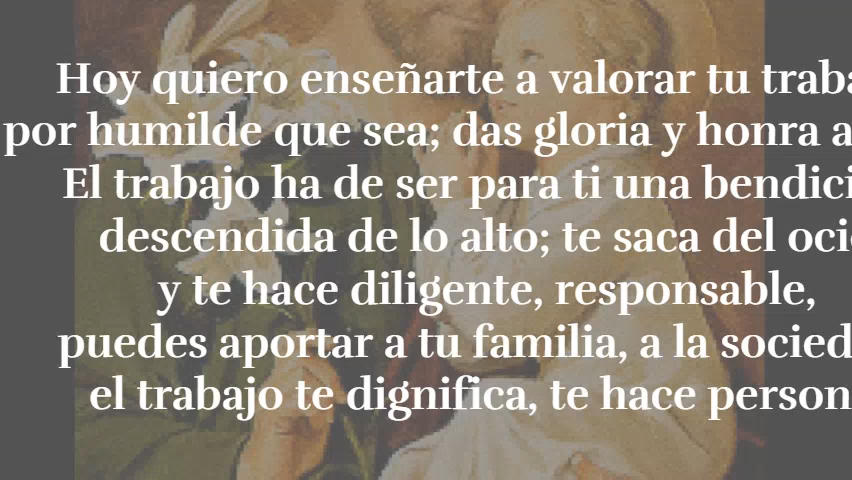 Hoy quiero enseñarte a valorar tu traba
por humilde que sea; das gloria y honra a
El trabajo ha de ser para ti una bendici
descendida de lo alto; te saca del oci
y te hace diligente, responsable,
puedes aportar a tu familia, a la socied
el trabajo te dignifica, te hace person